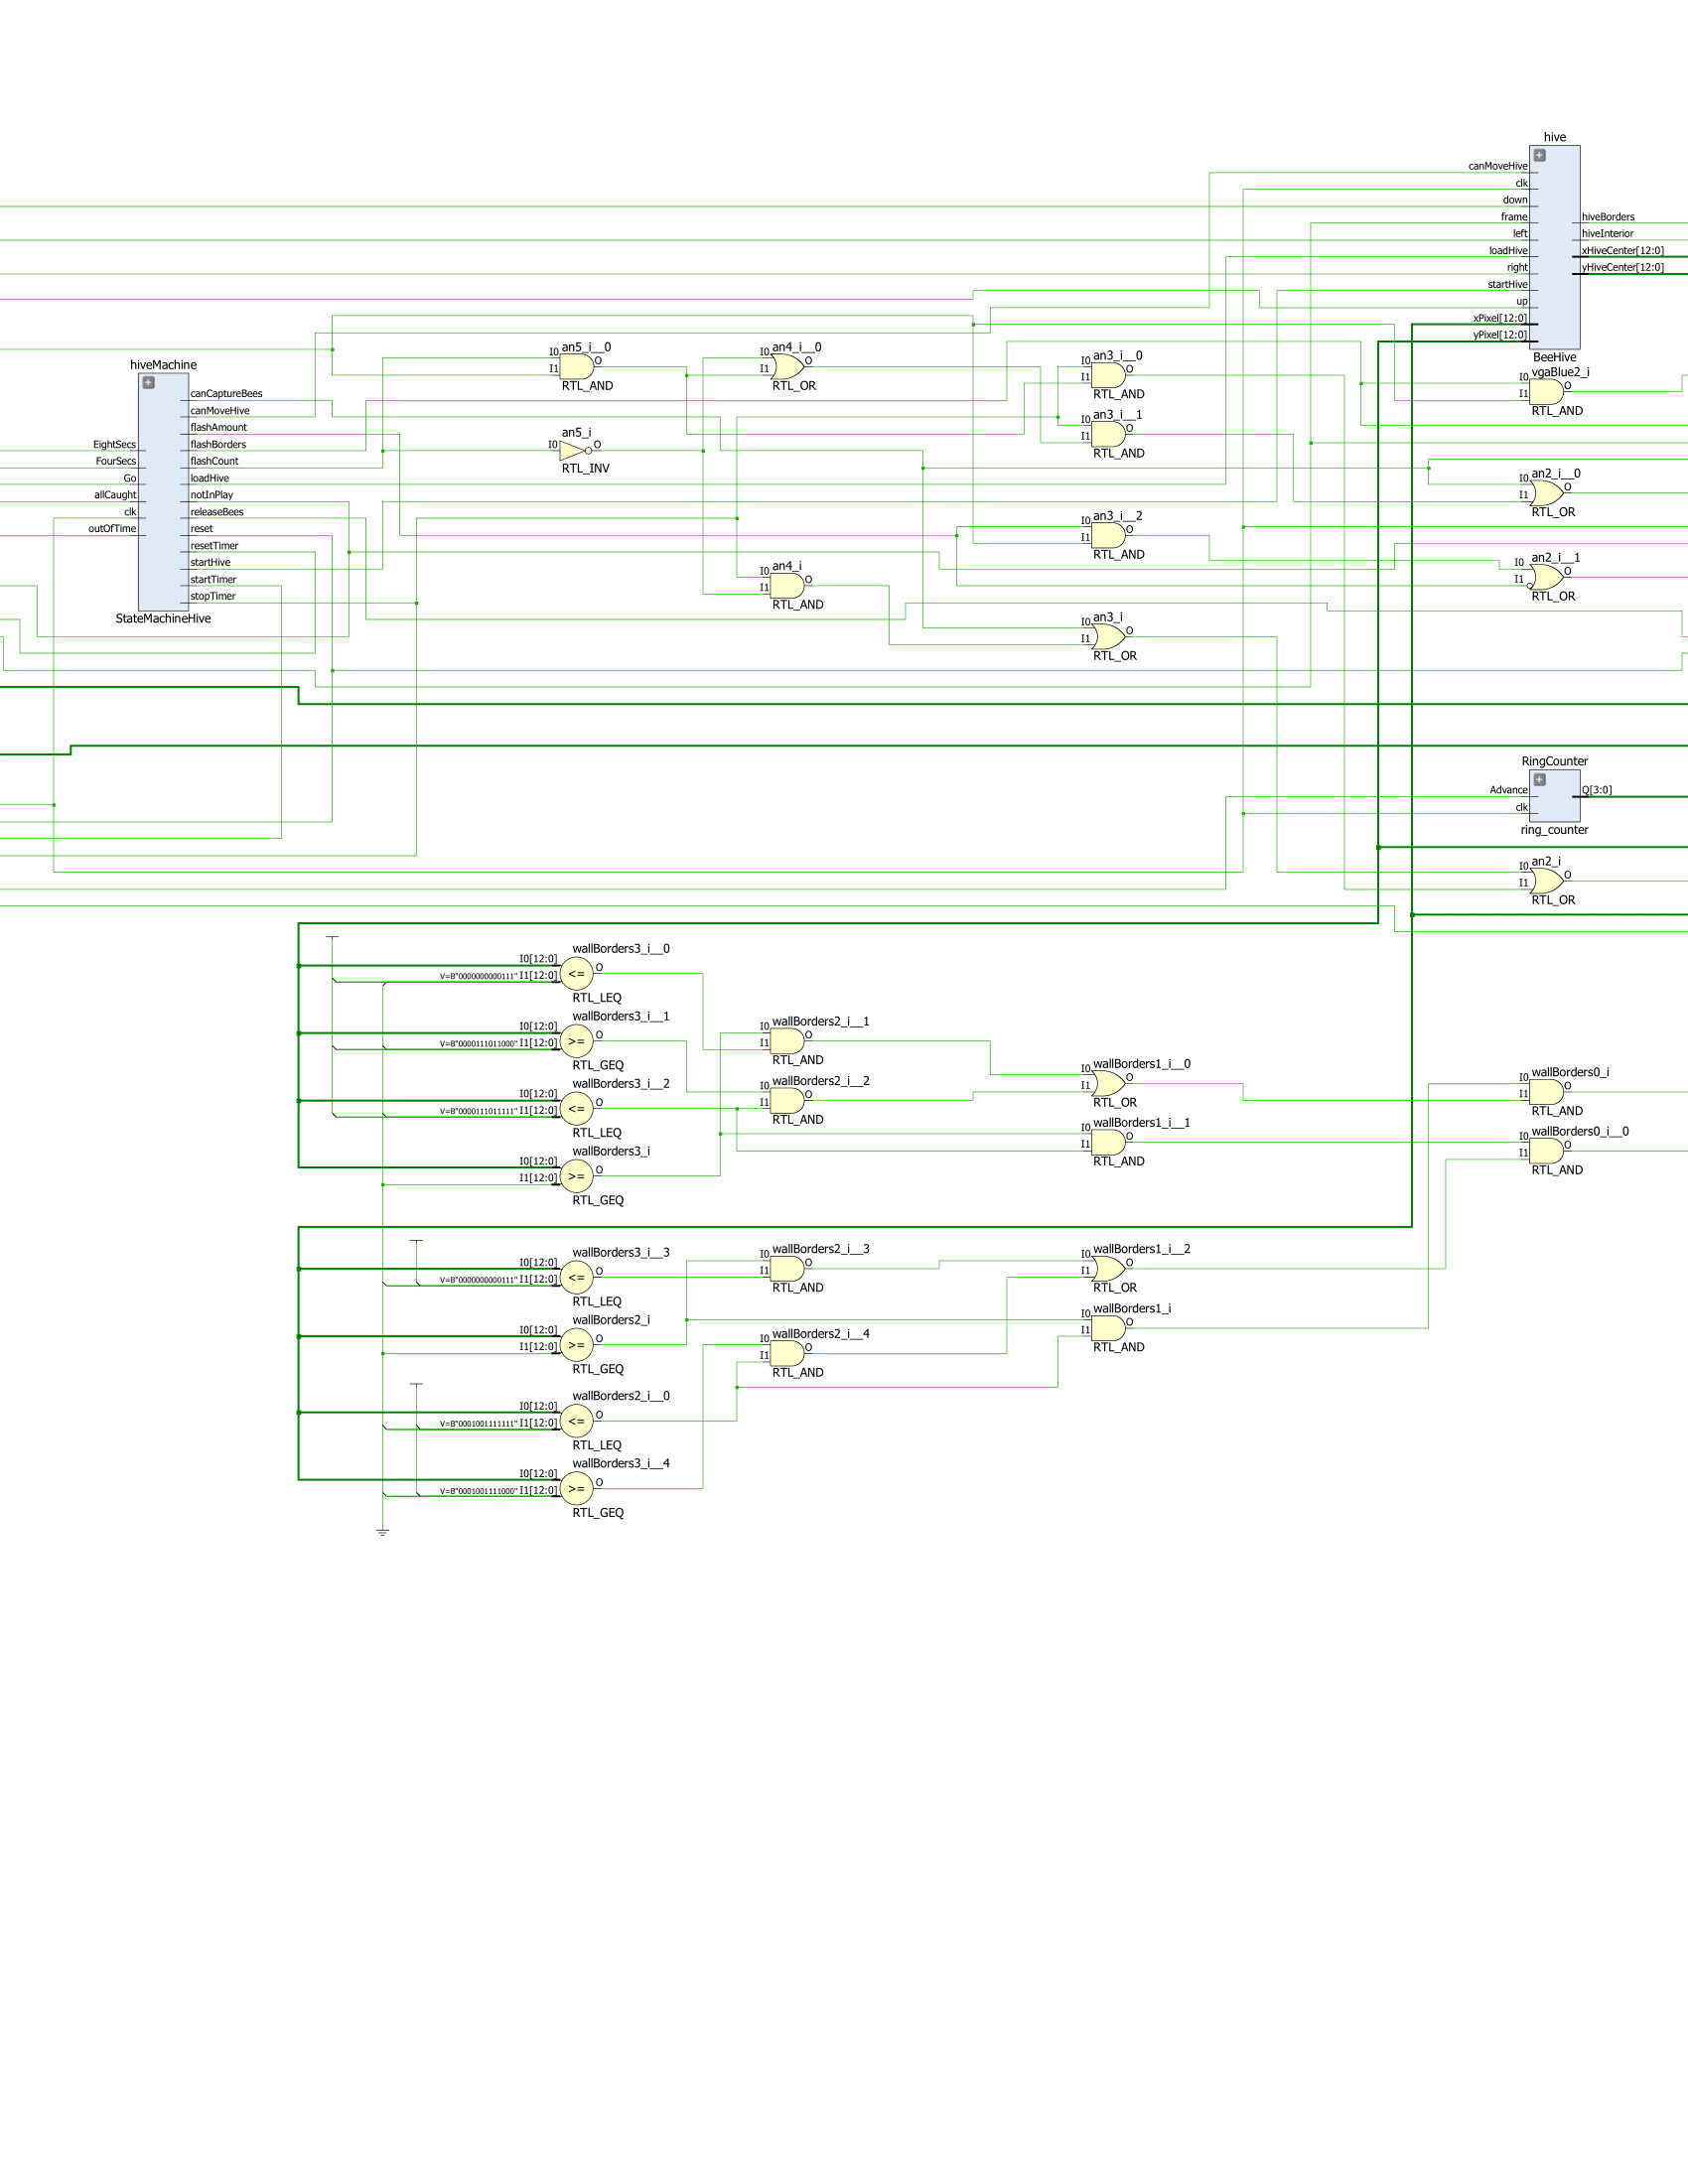 hive
canMoveHive
clk
down
frame
left
loadHive
right
startHive
up
xPixel[12:0]
yPixel[12:0]
hiveBorders
hiveInterior
xHiveCenter[12:0]
yHiveCenter[12:0]
BeeHive
hiveMachine
EightSecs
FourSecs
Go
allCaught
clk
outOfTime
canCaptureBees
canMoveHive
flashAmount
flashBorders
flashCount
loadHive
notInPlay
releaseBees
reset
resetTimer
startHive
startTimer
stopTimer
StateMachineHive
an5_i__0
I0
I1
O
RTL_AND
an5_i
I0
O
RTL_INV
an4_i__0
I0
I1
O
RTL_OR
an4_i
I0
I1
O
RTL_AND
an3_i__0
I0
I1
O
RTL_AND
an3_i__1
I0
I1
O
RTL_AND
an3_i__2
I0
I1
O
RTL_AND
an3_i
I0
I1
O
RTL_OR
vgaBlue2_i
I0
I1
O
RTL_AND
an2_i__0
I0
I1
O
RTL_OR
an2_i__1
I0
I1
O
RTL_OR
RingCounter
Advance
clk
Q[3:0]
ring_counter
an2_i
I0
I1
O
RTL_OR
wallBorders3_i__0
I0[12:0]
V=B"0000000000111" I1[12:0]
<=
O
RTL_LEQ
wallBorders3_i__1
I0[12:0]
V=B"0000111011000" I1[12:0]
>=
O
RTL_GEQ
wallBorders3_i__2
I0[12:0]
V=B"0000111011111" I1[12:0]
<=
O
RTL_LEQ
wallBorders3_i
I0[12:0]
I1[12:0]
>=
O
RTL_GEQ
wallBorders2_i__1
I0
I1
O
RTL_AND
wallBorders2_i__2
I0
I1
O
RTL_AND
wallBorders1_i__0
I0
I1
O
RTL_OR
wallBorders1_i__1
I0
I1
O
RTL_AND
wallBorders0_i
I0
I1
O
RTL_AND
wallBorders0_i__0
I0
I1
O
RTL_AND
wallBorders3_i__3
I0[12:0]
V=B"0000000000111" I1[12:0]
<=
O
RTL_LEQ
wallBorders2_i
I0[12:0]
I1[12:0]
>=
O
RTL_GEQ
wallBorders2_i__0
I0[12:0]
V=B"0001001111111" I1[12:0]
<=
O
RTL_LEQ
wallBorders3_i__4
I0[12:0]
V=B"0001001111000" I1[12:0]
>=
O
RTL_GEQ
wallBorders2_i__3
I0
I1
O
RTL_AND
wallBorders2_i__4
I0
I1
O
RTL_AND
wallBorders1_i__2
I0
I1
O
RTL_OR
wallBorders1_i
I0
I1
O
RTL_AND